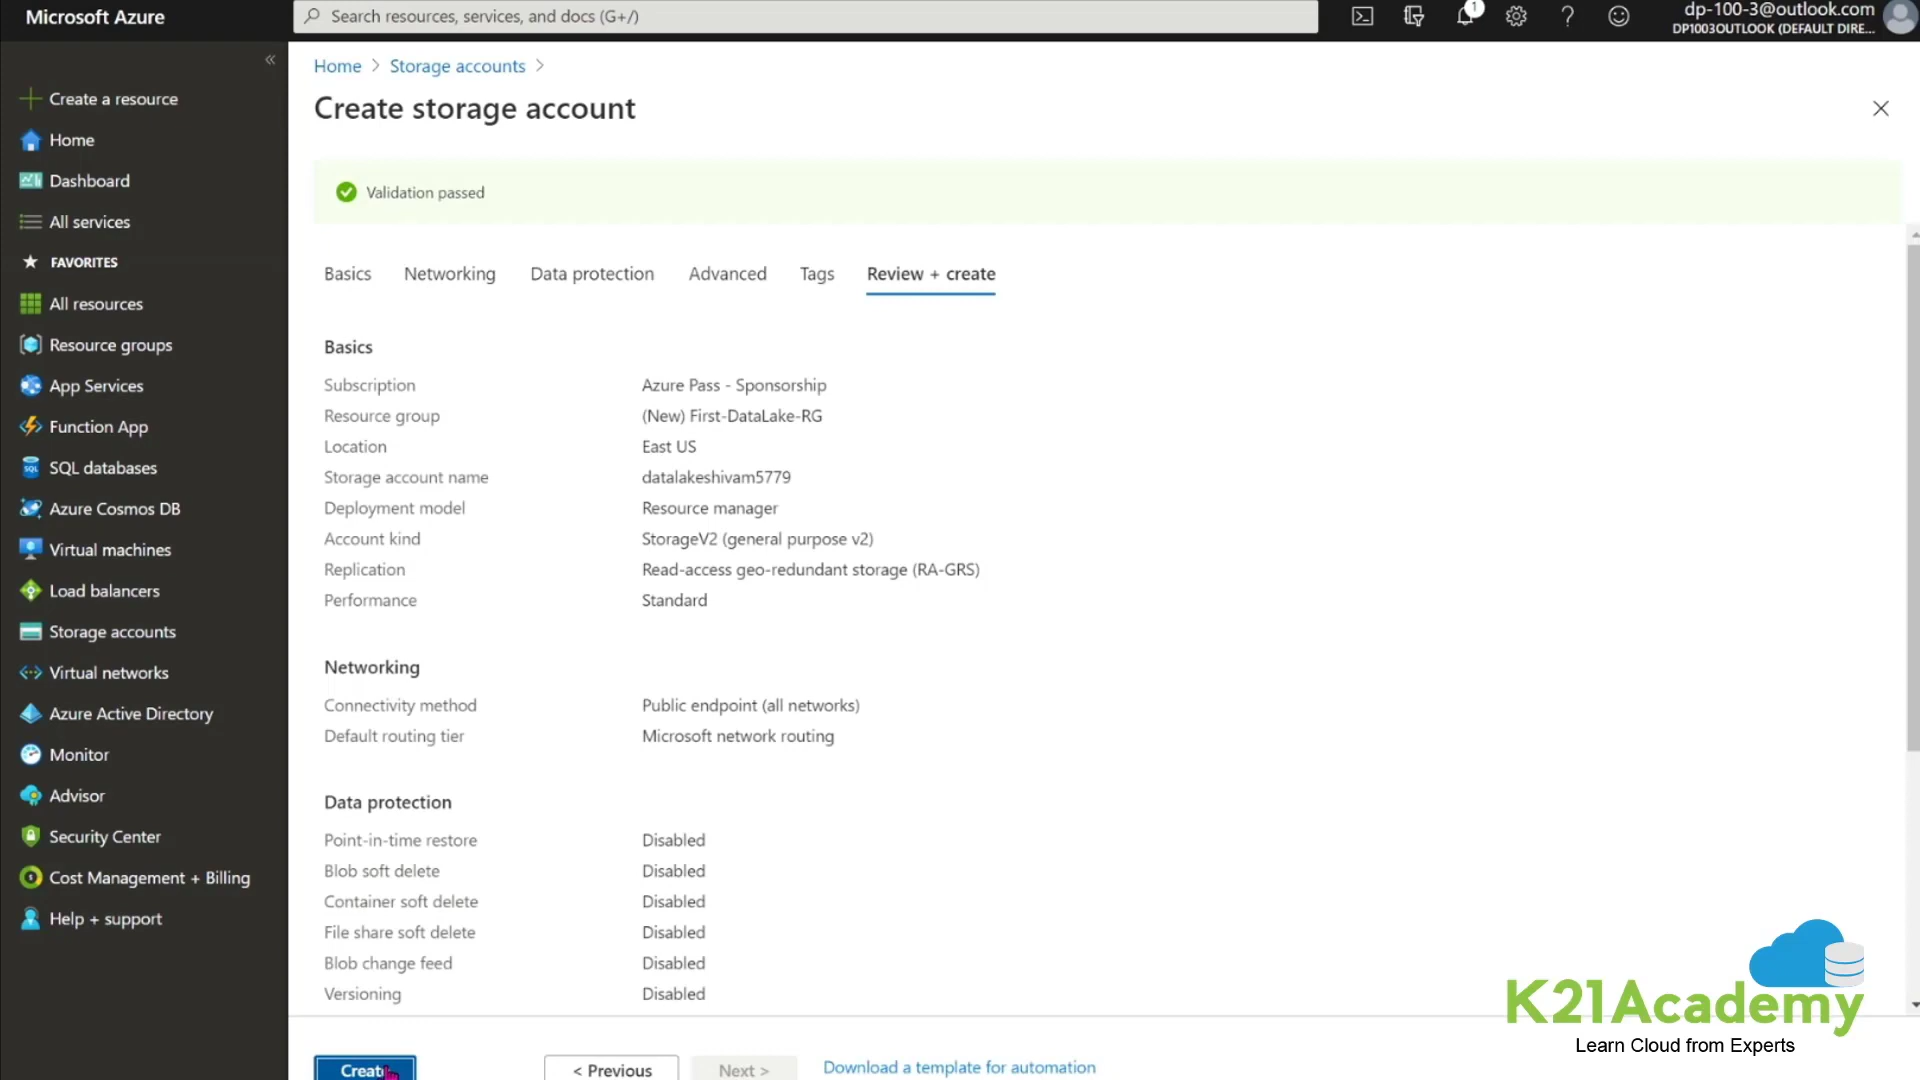 Microsoft Azure
Search resources, services, and docs (G+/)
1
dp-100-3@outlook.com
DP1003OUTLOOK (DEFAULT DIRE...
«
Create a resource
Home
Dashboard
All services
FAVORITES
All resources
Resource groups
App Services
Function App
SQL databases
Azure Cosmos DB
Virtual machines
Load balancers
Storage accounts
Virtual networks
Azure Active Directory
Monitor
Advisor
Security Center
Cost Management + Billing
Help + support
Home > Storage accounts >
Create storage account
Validation passed
Basics Networking Data protection Advanced Tags Review + create
Basics
Subscription Azure Pass - Sponsorship
Resource group (New) First-DataLake-RG
Location East US
Storage account name datalakeshivam5779
Deployment model Resource manager
Account kind StorageV2 (general purpose v2)
Replication Read-access geo-redundant storage (RA-GRS)
Performance Standard
Networking
Connectivity method Public endpoint (all networks)
Default routing tier Microsoft network routing
Data protection
Point-in-time restore Disabled
Blob soft delete Disabled
Container soft delete Disabled
File share soft delete Disabled
Blob change feed Disabled
Versioning Disabled
K21Academy
Learn Cloud from Experts
Create < Previous Next > Download a template for automation